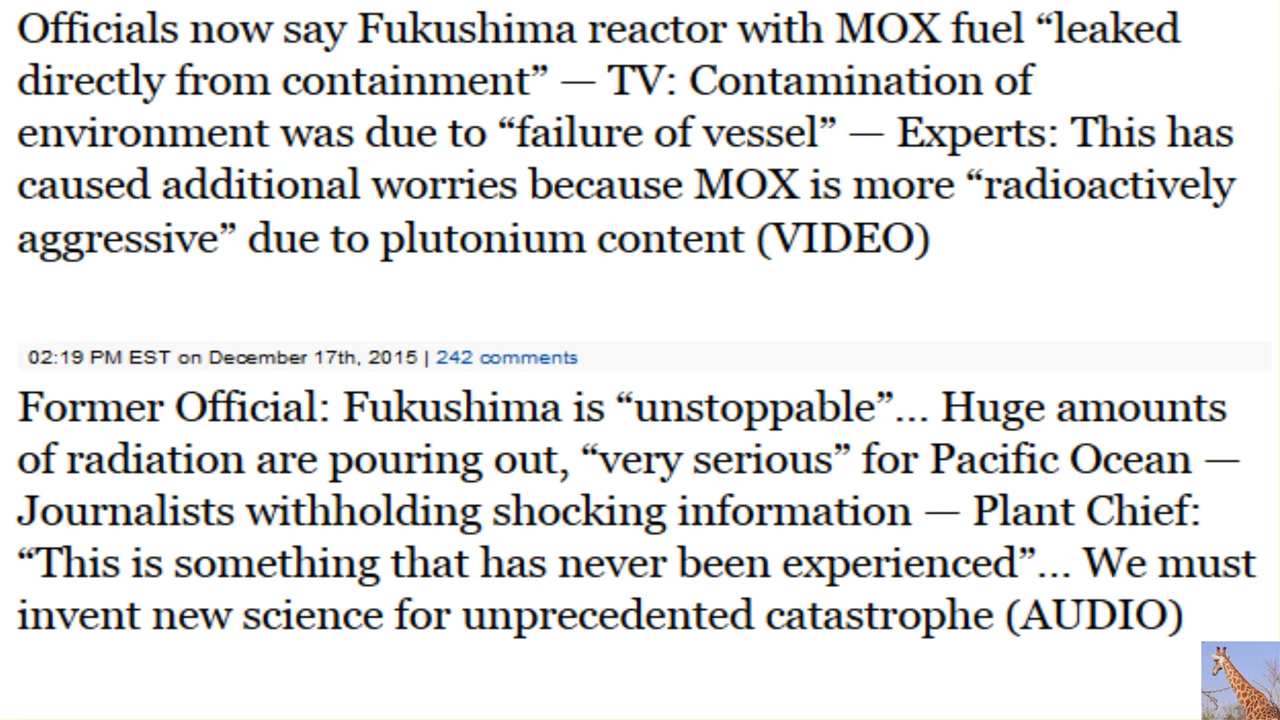 Officials now say Fukushima reactor with MOX fuel “leaked
directly from containment” — TV: Contamination of
environment was due to “failure of vessel” — Experts: This has
caused additional worries because MOX is more “radioactively
aggressive” due to plutonium content (VIDEO)
02:19 PM EST on December 17th, 2015 | 242 comments
Former Official: Fukushima is “unstoppable”... Huge amounts
of radiation are pouring out, “very serious” for Pacific Ocean —
Journalists withholding shocking information — Plant Chief:
“This is something that has never been experienced”... We must
invent new science for unprecedented catastrophe (AUDIO)